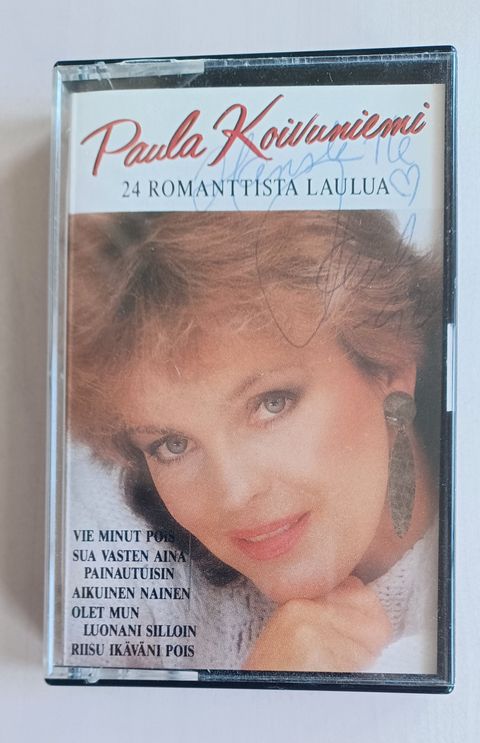 Paula Koivuniemi
24 ROMANTTISTA LAULUA
VIE MINUT POIS
SUA VASTEN AINA
PAINAUTUISIN
AIKUINEN NAINEN
OLET MUN
LUONANI SILLOIN
RIISU IKÄVÄNI POIS